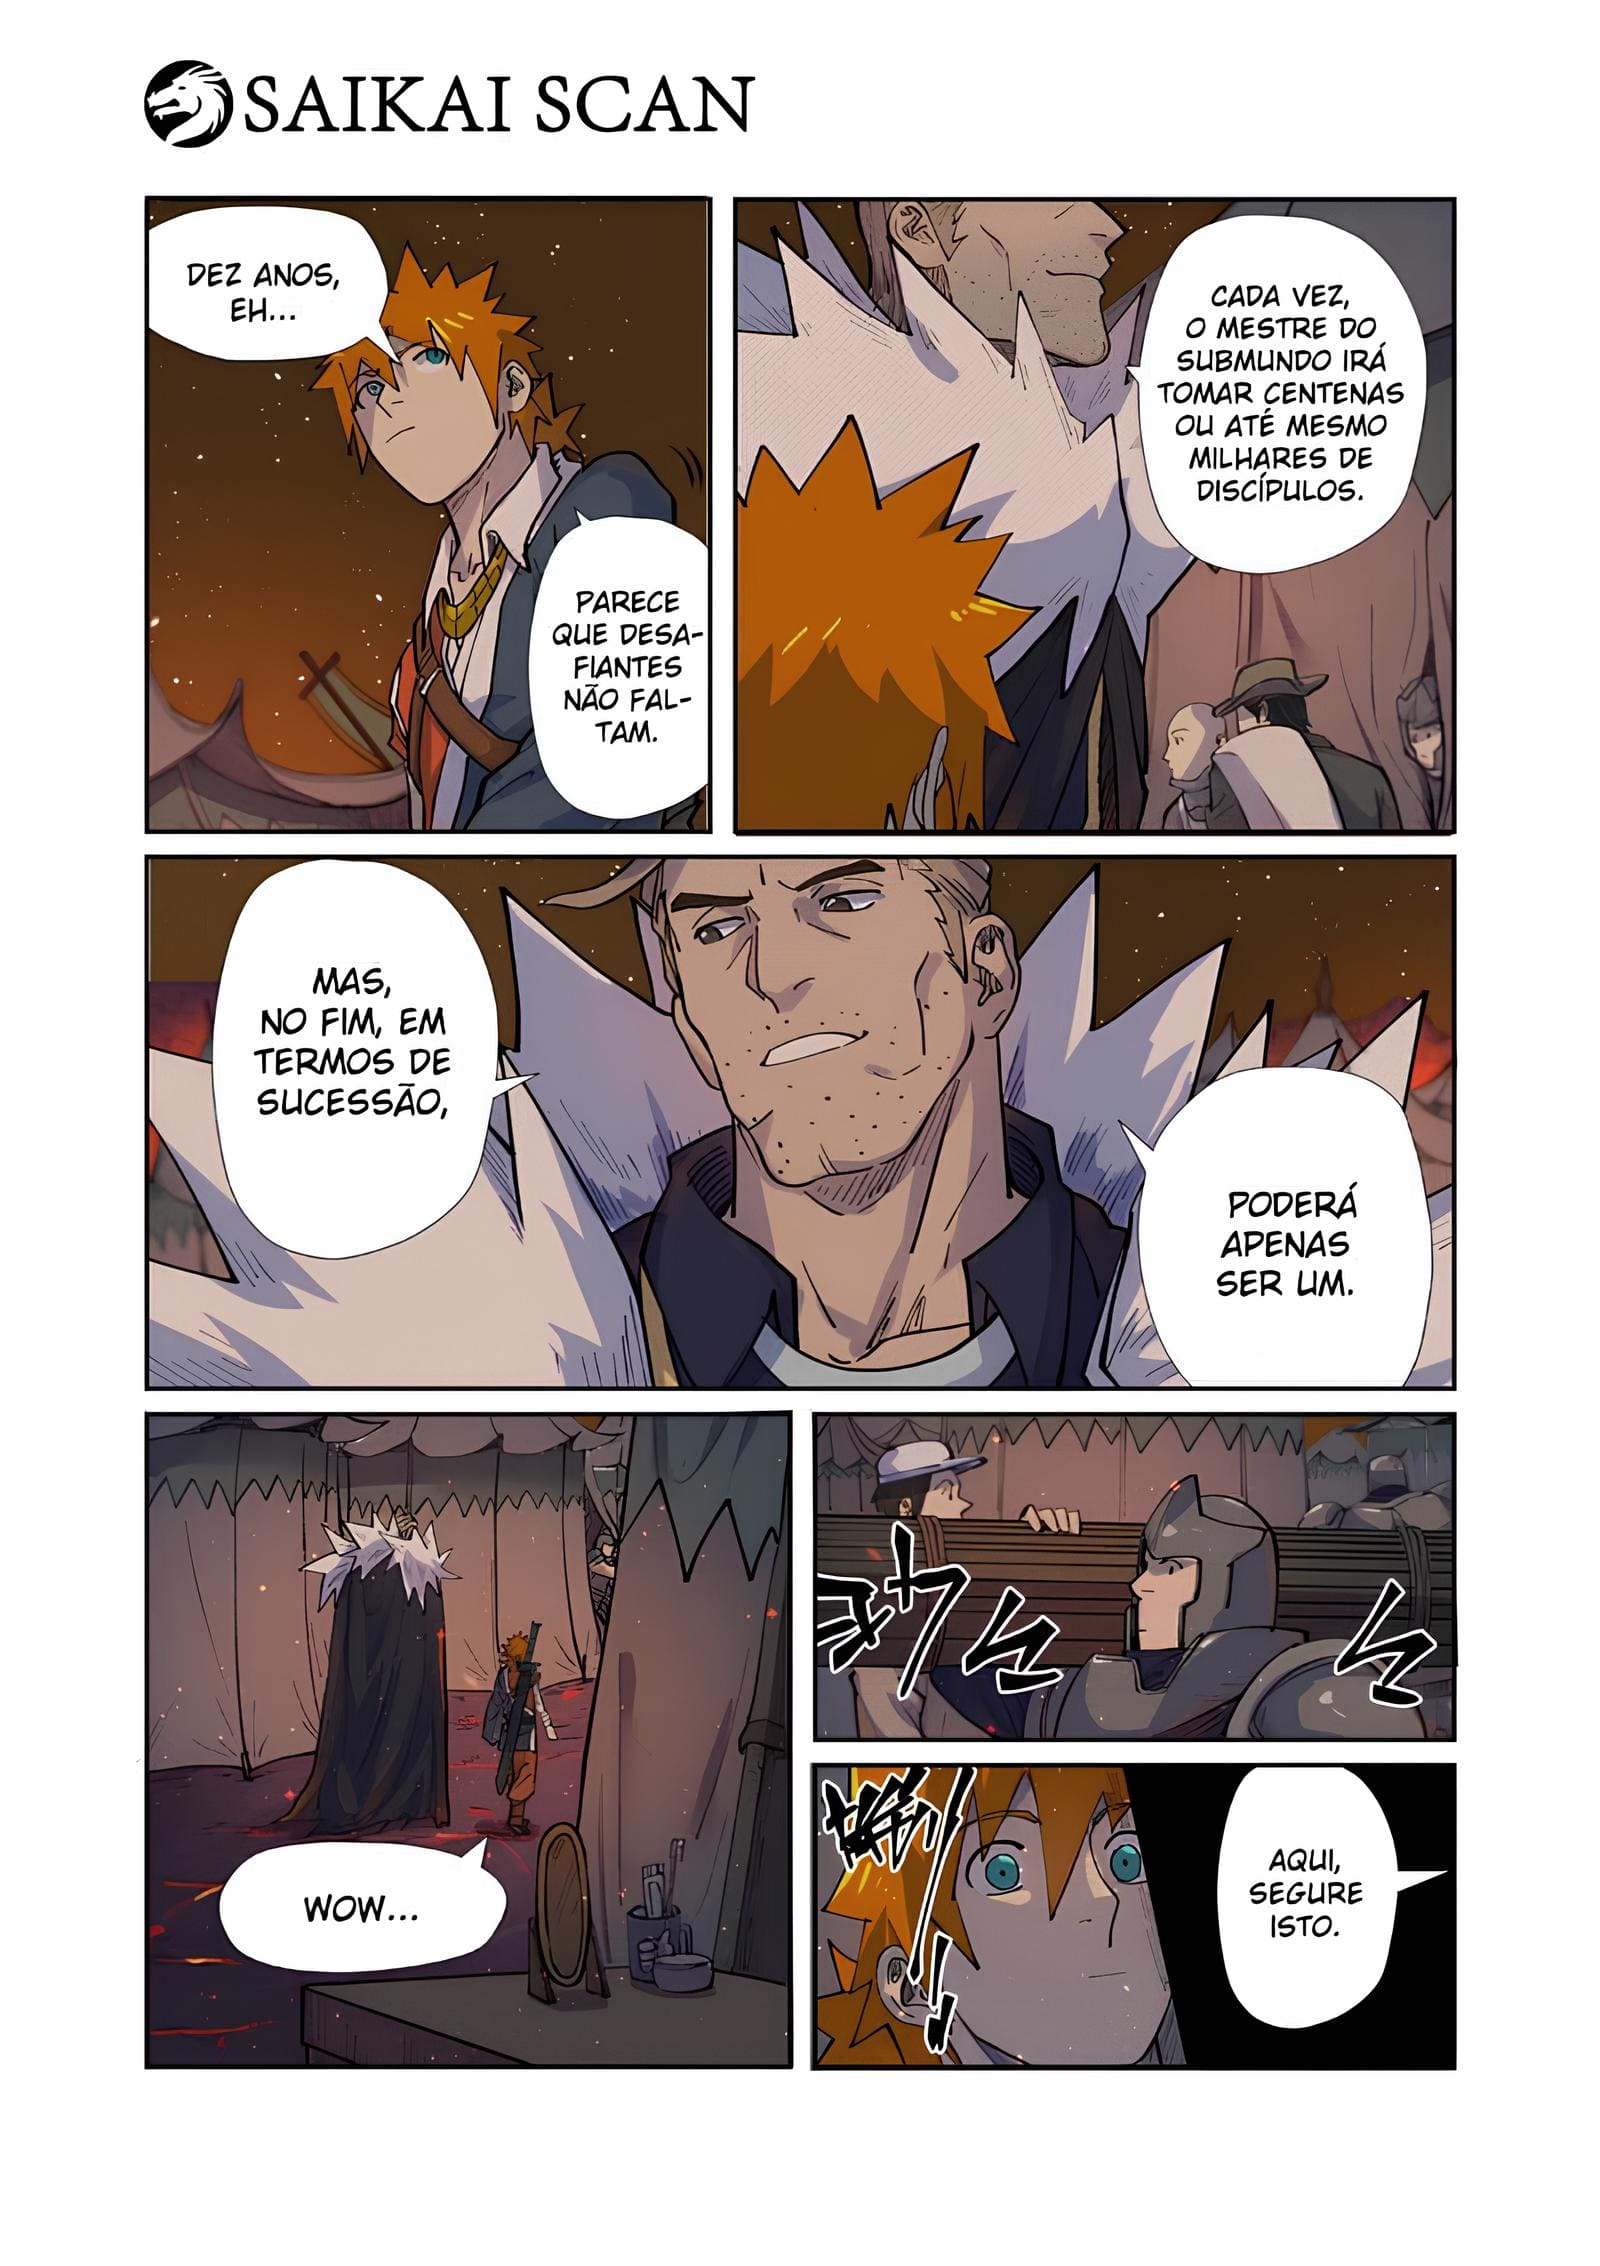 SAIKAI SCAN
DEZ ANOS,
EH...
PARECE
QUE DESA-
FIANTES
NÃO FAL-
TAM.
CADA VEZ,
O MESTRE DO
SUBMUNDO IRÁ
TOMAR CENTENAS
OU ATÉ MESMO
MILHARES DE
DISCÍPULOS.
MAS,
NO FIM, EM
TERMOS DE
SUCESSÃO,
PODERÁ
APENAS
SER UM.
WOW...
AQUI,
SEGURE
ISTO.